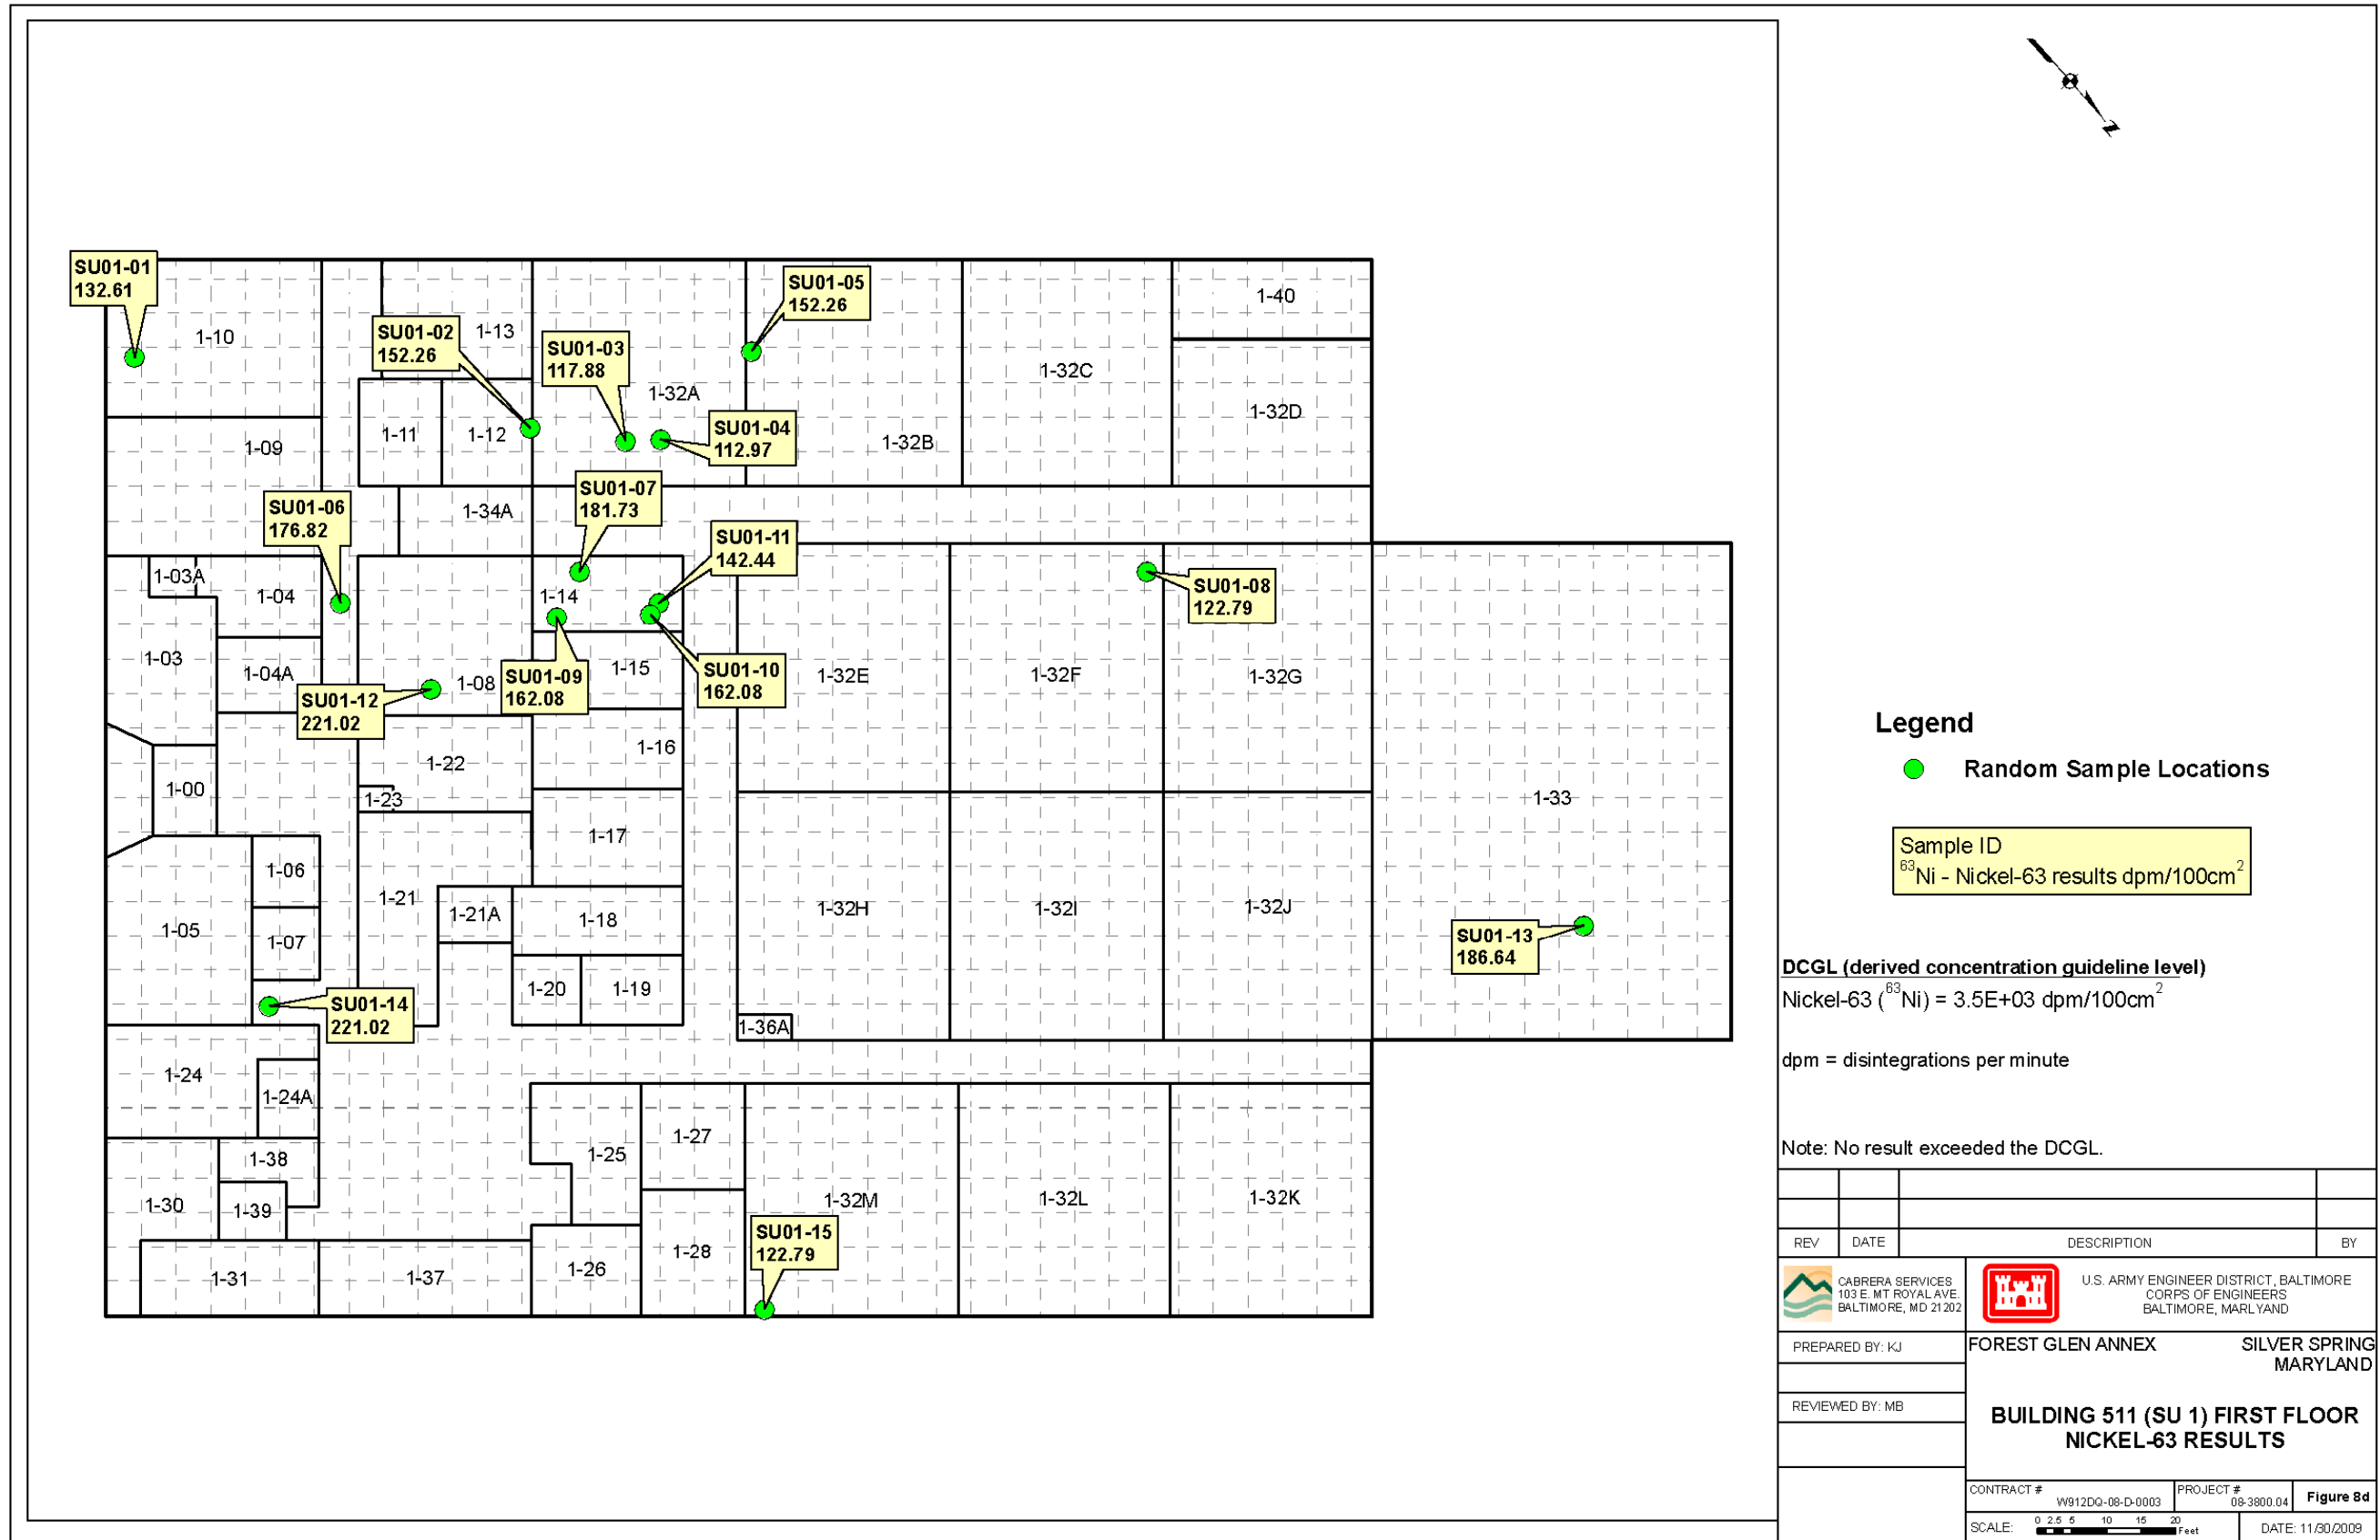 SU01-01
132.61
1-10
SU01-02
152.26
1-13
SU01-03
117.88
1-32A
SU01-05
152.26
1-40
1-32C
1-32D
1-09
1-11
1-12
SU01-04
112.97
1-32B
SU01-06
176.82
1-34A
SU01-07
181.73
SU01-11
142.44
1-03A
1-04
1-14
SU01-08
122.79
1-03
1-04A
SU01-12
221.02
1-08
SU01-09
162.08
1-15
SU01-10
162.08
1-32E
1-32F
1-32G
1-00
1-22
1-23
1-16
1-33
1-17
1-06
1-05
1-07
1-21
1-21A
1-18
1-32H
1-32I
1-32J
SU01-13
186.64
SU01-14
221.02
1-20
1-19
1-36A
1-24
1-24A
1-38
1-30
1-39
1-25
1-27
1-32M
1-32L
1-32K
1-31
1-37
1-26
1-28
SU01-15
122.79
N
Legend
Random Sample Locations
Sample ID
63Ni - Nickel-63 results dpm/100cm2
DCGL (derived concentration guideline level)
Nickel-63 (63Ni) = 3.5E+03 dpm/100cm2
dpm = disintegrations per minute
Note: No result exceeded the DCGL.
REV DATE DESCRIPTION BY
CABRERA SERVICES
103 E. MT ROYAL AVE.
BALTIMORE, MD 21202
U.S. ARMY ENGINEER DISTRICT, BALTIMORE
CORPS OF ENGINEERS
BALTIMORE, MARLYAND
PREPARED BY: KJ
REVIEWED BY: MB
FOREST GLEN ANNEX SILVER SPRING
MARYLAND
BUILDING 511 (SU 1) FIRST FLOOR
NICKEL-63 RESULTS
CONTRACT # W912DQ-08-D-0003
PROJECT # 08-3800.04
Figure 8d
SCALE: 0 2.5 5 10 15 20 Feet
DATE: 11/30/2009